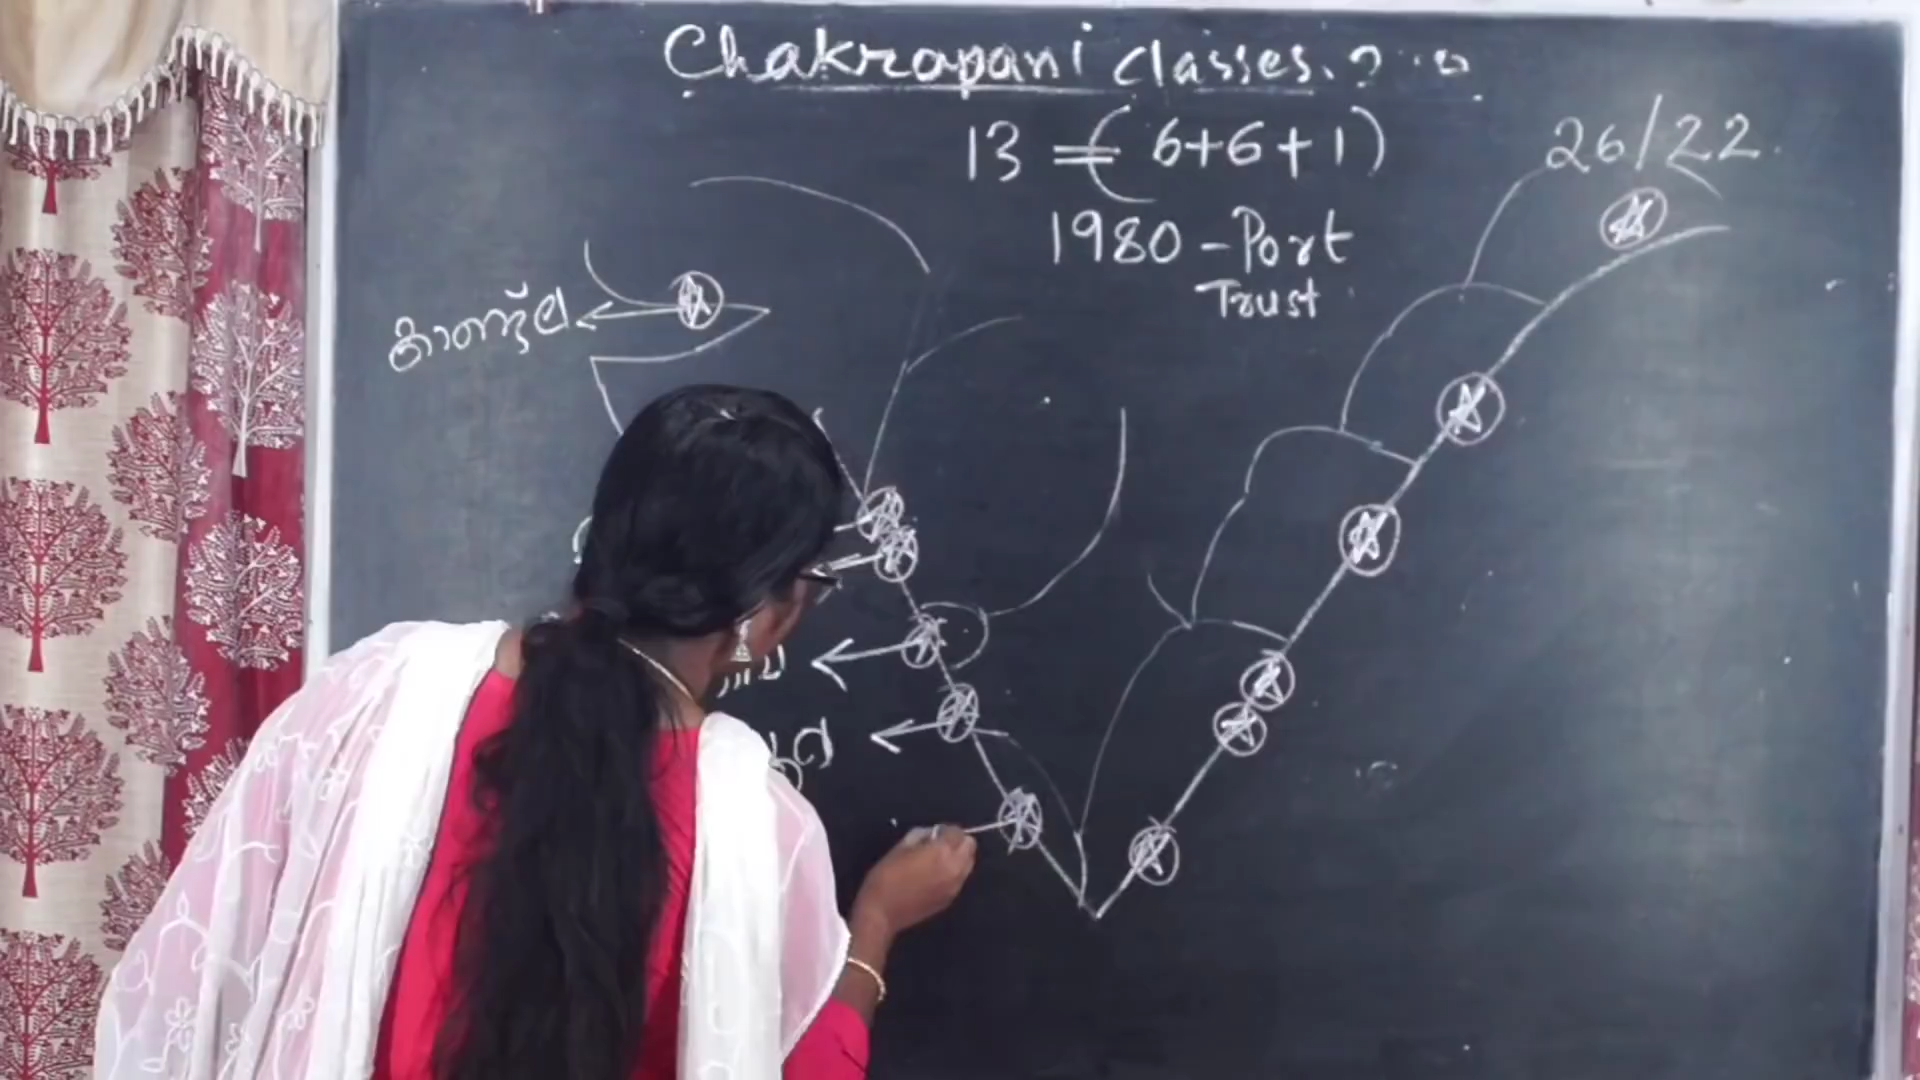 Chakrapani classes.
13 = (6+6+1)
26/22
1980 - Port
Trust
കാണ്ട്ല